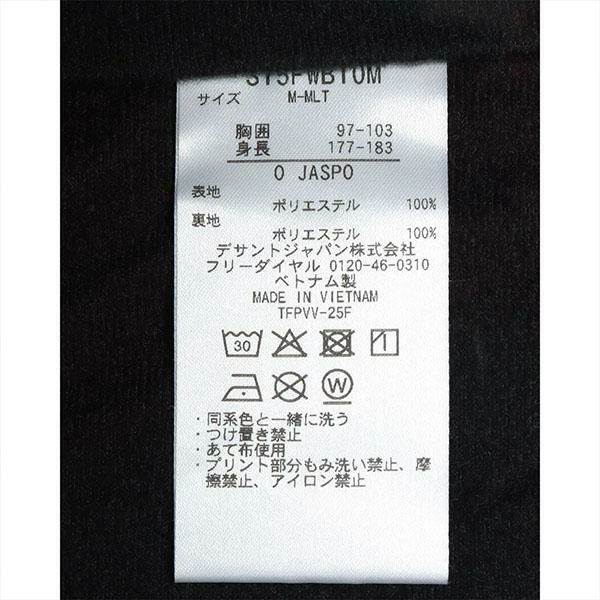 SY5FWB10M
サイズ M-MLT
胸囲 97-103
身長 177-183
O JASPO
表地
ポリエステル 100%
裏地
ポリエステル 100%
デサントジャパン株式会社
フリーダイヤル 0120-46-0310
ベトナム製
MADE IN VIETNAM
TFPVV-25F
30
W
・同系色と一緒に洗う
・つけ置き禁止
・あて布使用
・プリント部分もみ洗い禁止、摩
擦禁止、アイロン禁止